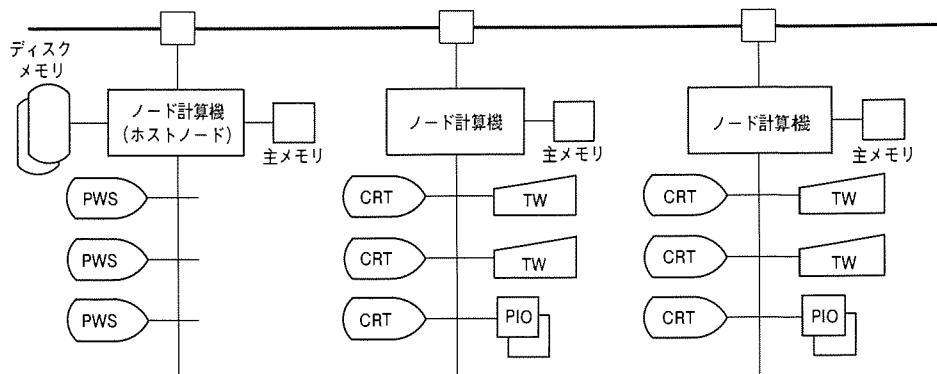 ディスク
メモリ
ノード計算機
(ホストノード)
主メモリ
ノード計算機
主メモリ
ノード計算機
主メモリ
PWS
CRT
TW
CRT
TW
PWS
CRT
TW
CRT
TW
PWS
CRT
PIO
CRT
PIO